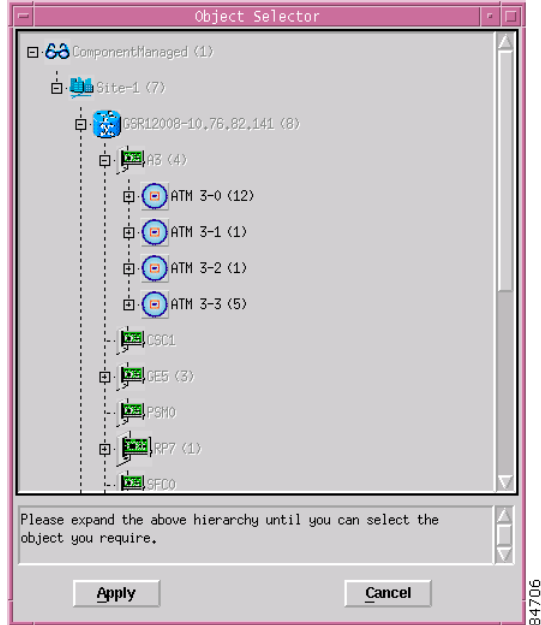 Object Selector
ComponentManaged (1)
Site-1 (7)
GSR12008-10.76.82.141 (8)
A3 (4)
ATM 3-0 (12)
ATM 3-1 (1)
ATM 3-2 (1)
ATM 3-3 (5)
CSC1
GE5 (3)
PSM0
RP7 (1)
SFC0
Please expand the above hierarchy until you can select the
object you require.
Apply
Cancel
84706